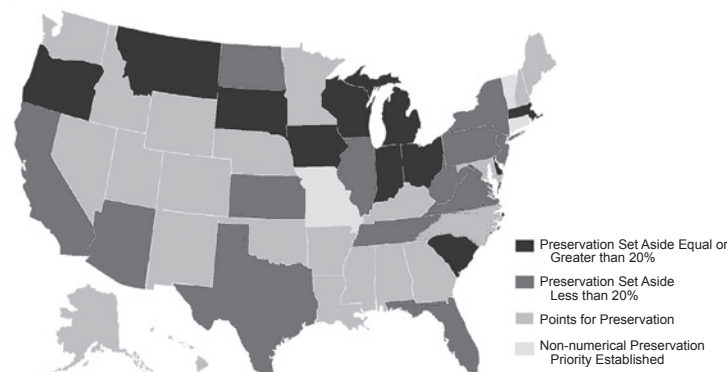 Preservation Set Aside Equal or
Greater than 20%
Preservation Set Aside
Less than 20%
Points for Preservation
Non-numerical Preservation
Priority Established